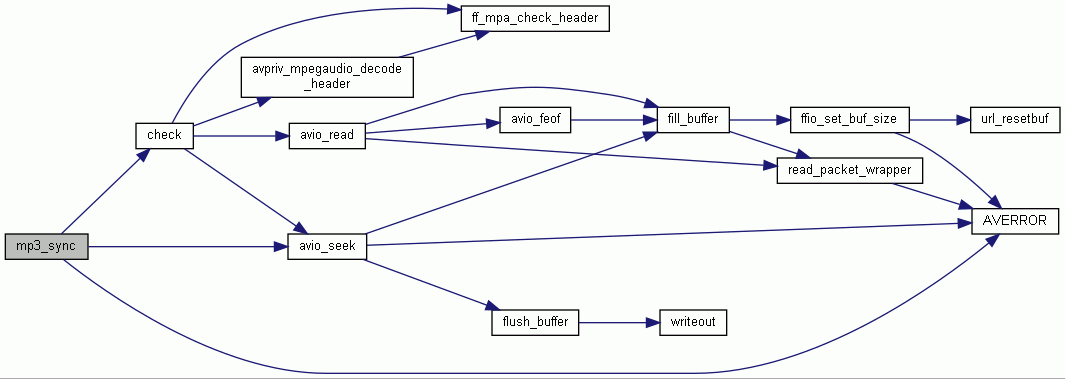 ff_mpa_check_header
avpriv_mpegaudio_decode
_header
check
avio_read
avio_feof
fill_buffer
ffio_set_buf_size
url_resetbuf
read_packet_wrapper
mp3_sync
avio_seek
AVERROR
flush_buffer
writeout